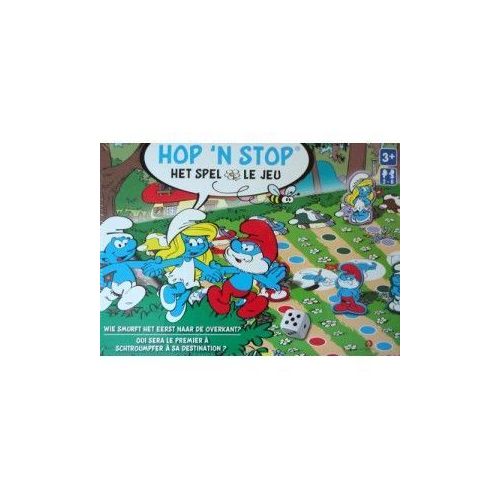 HOP 'N STOP®
HET SPEL LE JEU
3+
WIE SMURFT HET EERST NAAR DE OVERKANT?
QUI SERA LE PREMIER À
SCHTROUMPFER À SA DESTINATION ?